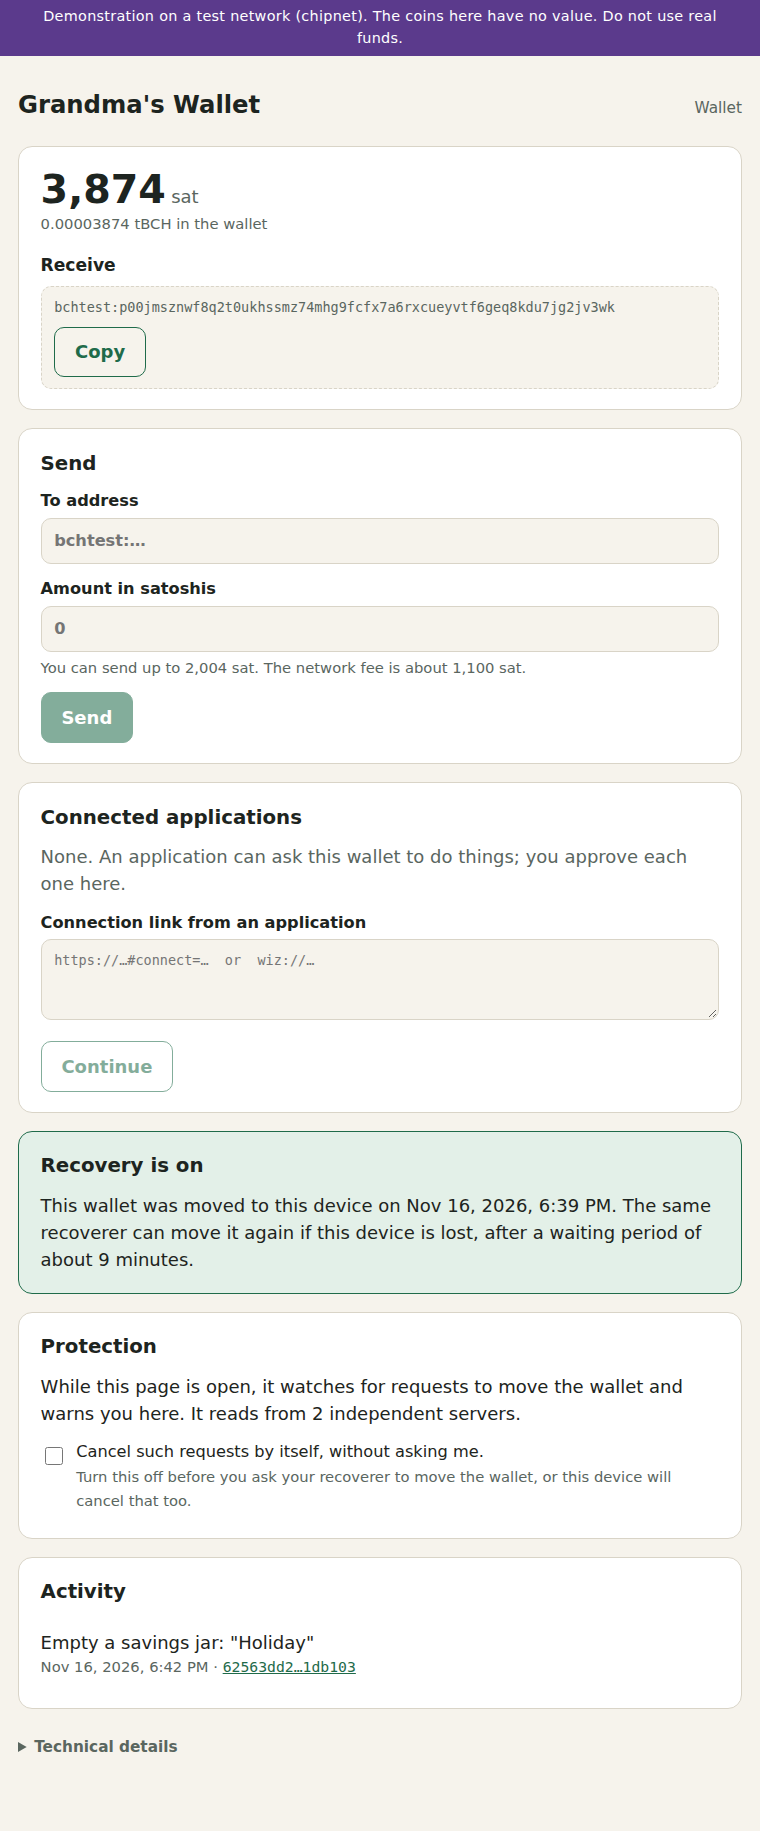 Demonstration on a test network (chipnet). The coins here have no value. Do not use real
funds.
Grandma's Wallet
Wallet
3,874 sat
0.00003874 tBCH in the wallet
Receive
bchtest:p00jmsznwf8q2t0ukhssmz74mhg9fcfx7a6rxcueyvtf6geq8kdu7jg2jv3wk
Copy
Send
To address
bchtest:…
Amount in satoshis
0
You can send up to 2,004 sat. The network fee is about 1,100 sat.
Send
Connected applications
None. An application can ask this wallet to do things; you approve each
one here.
Connection link from an application
https://…#connect=…  or  wiz://…
Continue
Recovery is on
This wallet was moved to this device on Nov 16, 2026, 6:39 PM. The same
recoverer can move it again if this device is lost, after a waiting period of
about 9 minutes.
Protection
While this page is open, it watches for requests to move the wallet and
warns you here. It reads from 2 independent servers.
Cancel such requests by itself, without asking me.
Turn this off before you ask your recoverer to move the wallet, or this device will
cancel that too.
Activity
Empty a savings jar: "Holiday"
Nov 16, 2026, 6:42 PM · 62563dd2…1db103
Technical details